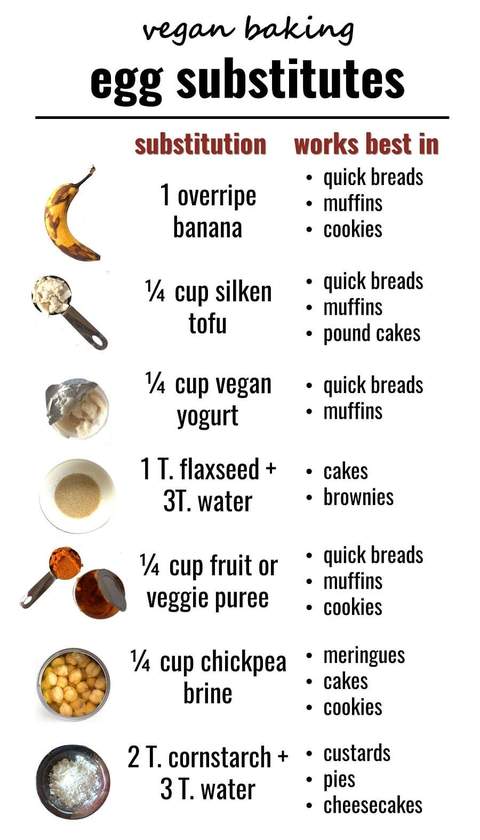 vegan baking
egg substitutes
substitution works best in
1 overripe
banana
• quick breads
• muffins
• cookies
¼ cup silken
tofu
• quick breads
• muffins
• pound cakes
¼ cup vegan
yogurt
• quick breads
• muffins
1 T. flaxseed +
3T. water
• cakes
• brownies
¼ cup fruit or
veggie puree
• quick breads
• muffins
• cookies
¼ cup chickpea
brine
• meringues
• cakes
• cookies
2 T. cornstarch +
3 T. water
• custards
• pies
• cheesecakes